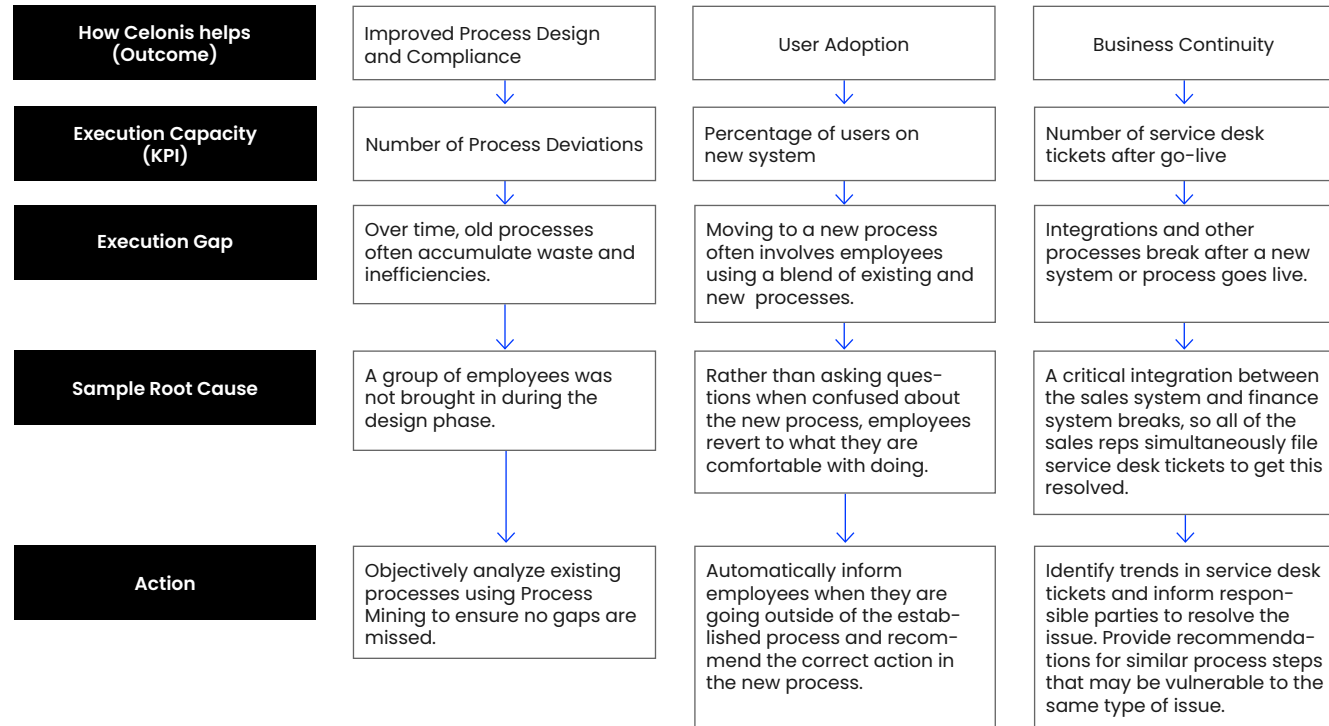 How Celonis helps
(Outcome)
Improved Process Design
and Compliance
User Adoption
Business Continuity
Execution Capacity
(KPI)
Number of Process Deviations
Percentage of users on
new system
Number of service desk
tickets after go-live
Execution Gap
Over time, old processes
often accumulate waste and
inefficiencies.
Moving to a new process
often involves employees
using a blend of existing and
new  processes.
Integrations and other
processes break after a new
system or process goes live.
Sample Root Cause
A group of employees was
not brought in during the
design phase.
Rather than asking ques-
tions when confused about
the new process, employees
revert to what they are
comfortable with doing.
A critical integration between
the sales system and finance
system breaks, so all of the
sales reps simultaneously file
service desk tickets to get this
resolved.
Action
Objectively analyze existing
processes using Process
Mining to ensure no gaps are
missed.
Automatically inform
employees when they are
going outside of the estab-
lished process and recom-
mend the correct action in
the new process.
Identify trends in service desk
tickets and inform respon-
sible parties to resolve the
issue. Provide recommenda-
tions for similar process steps
that may be vulnerable to the
same type of issue.